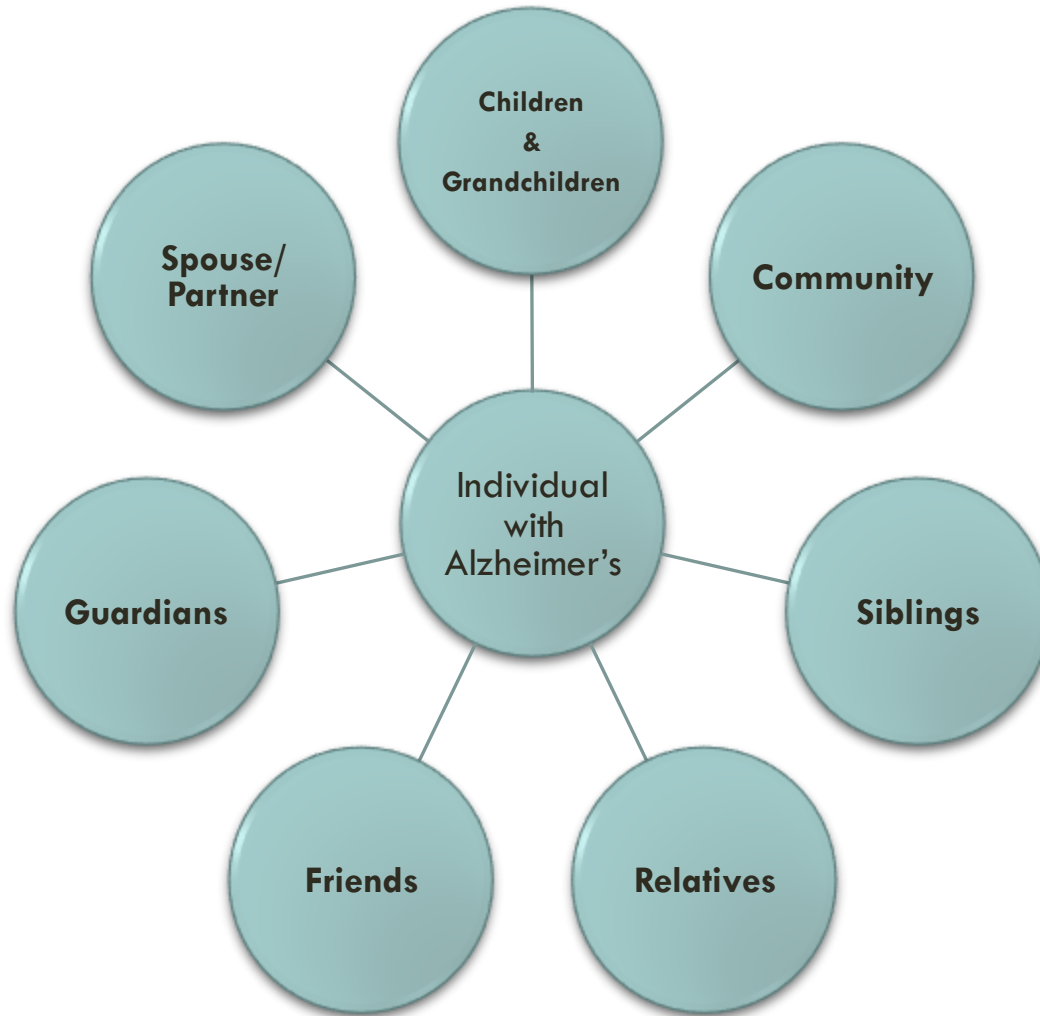 Children
&
Grandchildren
Spouse/
Partner
Community
Individual
with
Alzheimer’s
Guardians
Siblings
Friends
Relatives